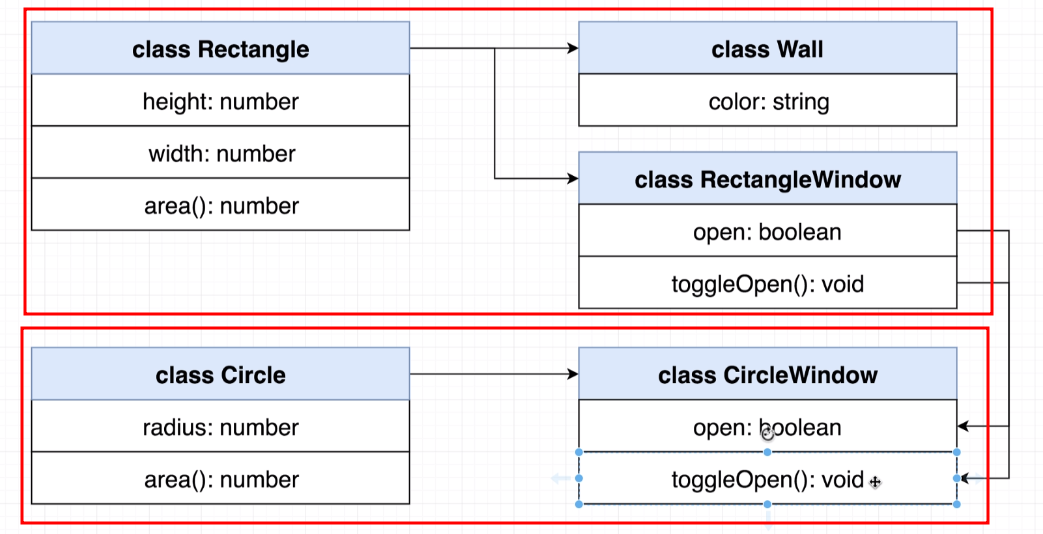 class Rectangle
height: number
width: number
area(): number
class Wall
color: string
class RectangleWindow
open: boolean
toggleOpen(): void
class Circle
radius: number
area(): number
class CircleWindow
open: boolean
toggleOpen(): void